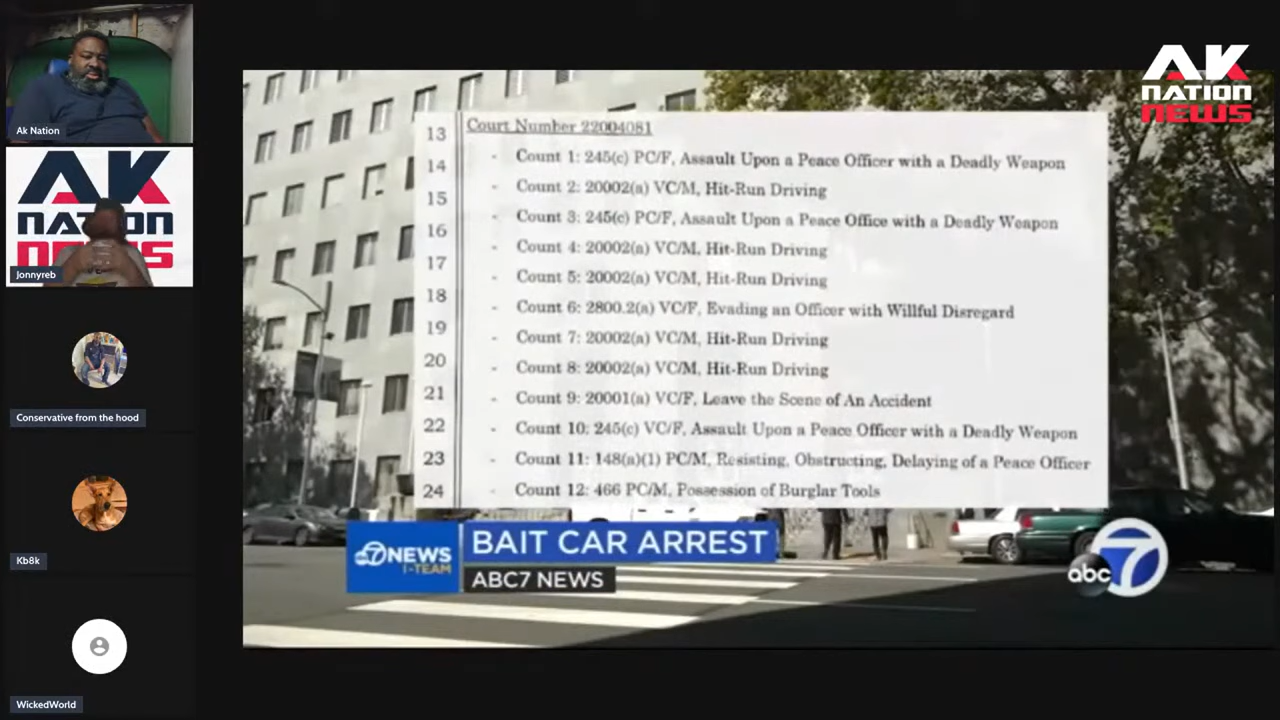 Ak Nation
AK
NATION
NEWS
Jonnyreb
Conservative from the hood
Kb8k
WickedWorld
AK
NATION
NEWS
13 Court Number 22004081
14 - Count 1: 245(c) PC/F, Assault Upon a Peace Officer with a Deadly Weapon
15 - Count 2: 20002(a) VC/M, Hit-Run Driving
16 - Count 3: 245(c) PC/F, Assault Upon a Peace Office with a Deadly Weapon
17 - Count 4: 20002(a) VC/M, Hit-Run Driving
18 - Count 5: 20002(a) VC/M, Hit-Run Driving
19 - Count 6: 2800.2(a) VC/F, Evading an Officer with Willful Disregard
20 - Count 7: 20002(a) VC/M, Hit-Run Driving
21 - Count 8: 20002(a) VC/M, Hit-Run Driving
22 - Count 9: 20001(a) VC/F, Leave the Scene of An Accident
23 - Count 10: 245(c) VC/F, Assault Upon a Peace Officer with a Deadly Weapon
24 - Count 11: 148(a)(1) PC/M, Resisting, Obstructing, Delaying of a Peace Officer
- Count 12: 466 PC/M, Possession of Burglar Tools
abc 7 NEWS
I-TEAM
BAIT CAR ARREST
ABC7 NEWS
abc 7